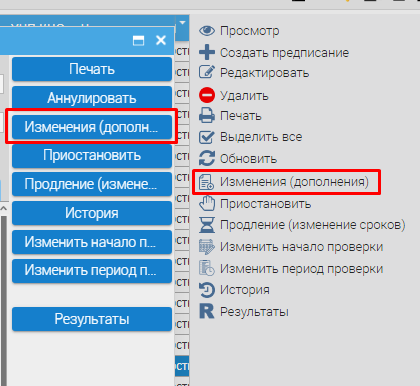 Печать
Аннулировать
Изменения (дополн...
Приостановить
Продление (измене...
История
Изменить начало п...
Изменить период п...
Результаты
Просмотр
Создать предписание
Редактировать
Удалить
Печать
Выделить все
Обновить
Изменения (дополнения)
Приостановить
Продление (изменение сроков)
Изменить начало проверки
Изменить период проверки
История
Результаты